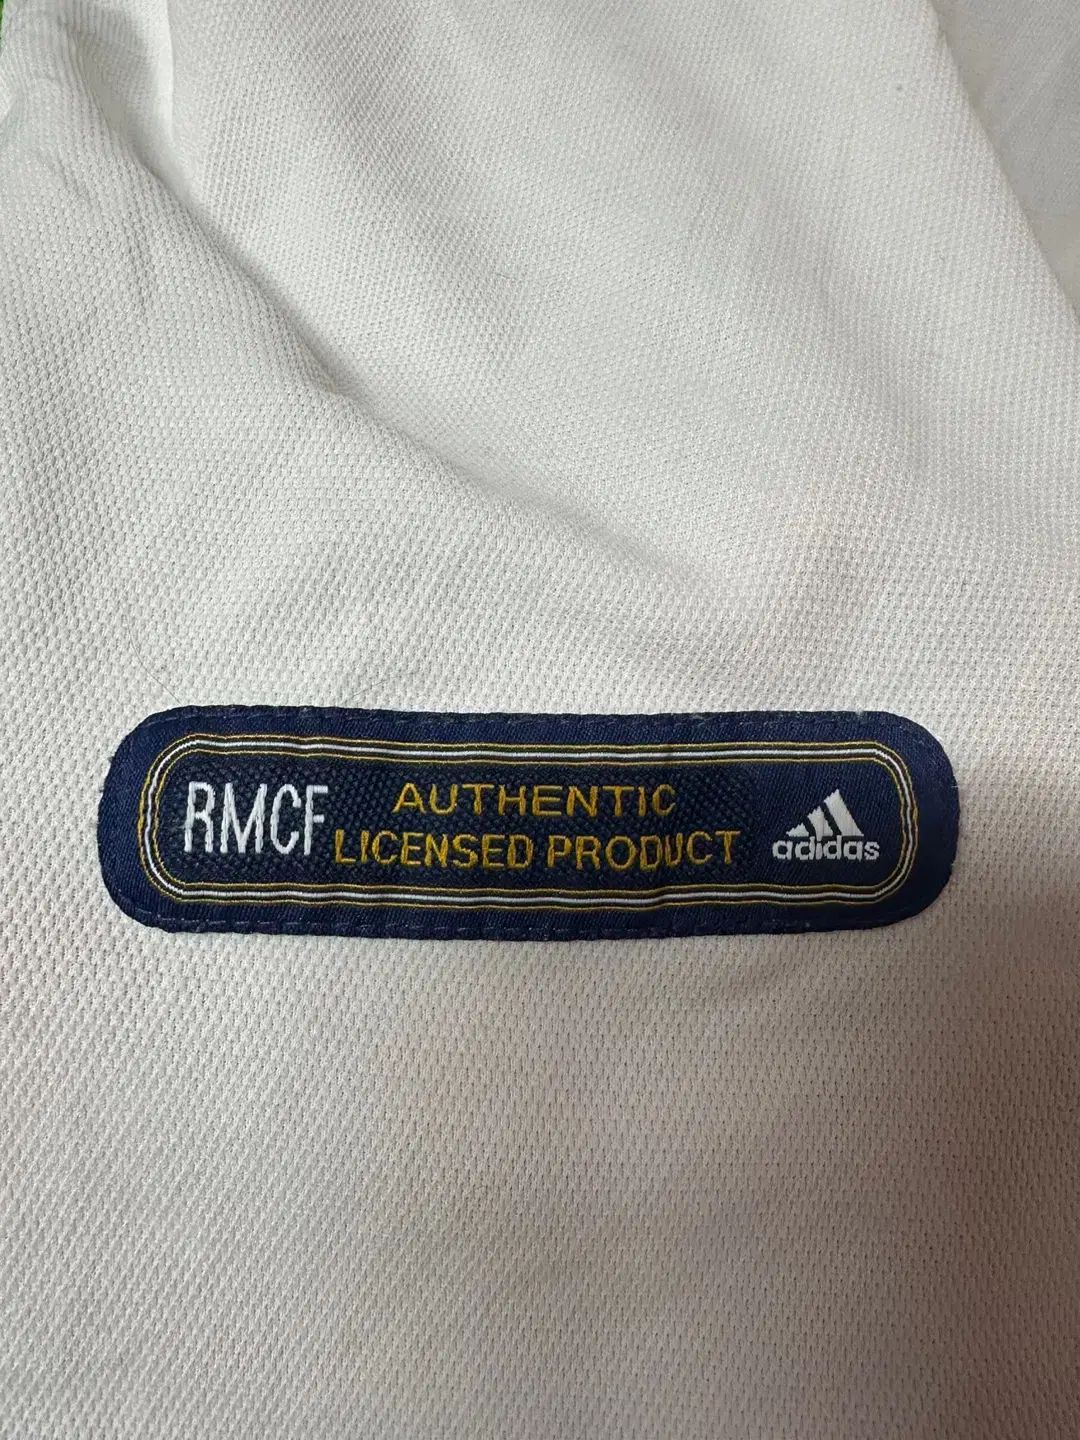 RMCF
AUTHENTIC
LICENSED PRODUCT
adidas